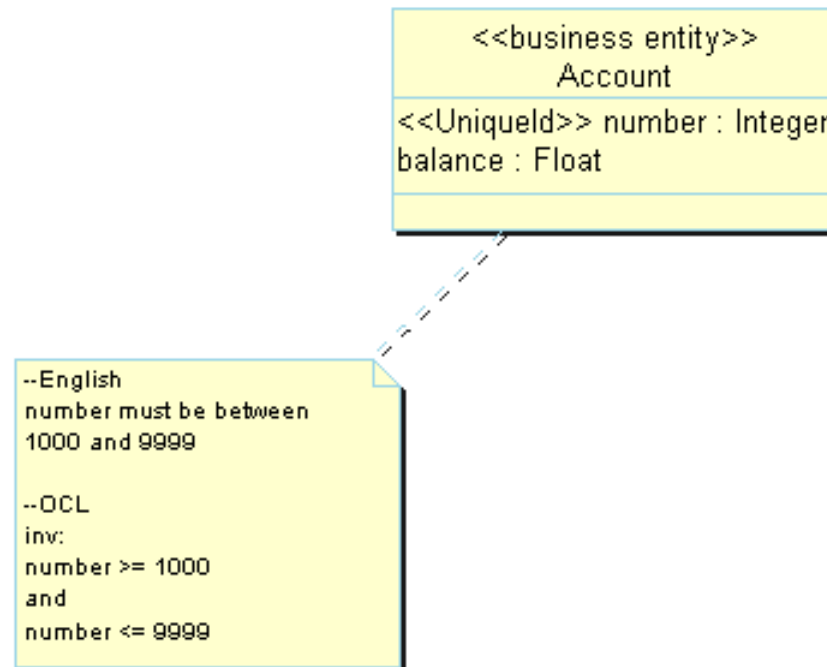 <<business entity>>
Account
<<UniqueId>> number : Integer
balance : Float
--English
number must be between
1000 and 9999
--OCL
inv:
number >= 1000
and
number <= 9999